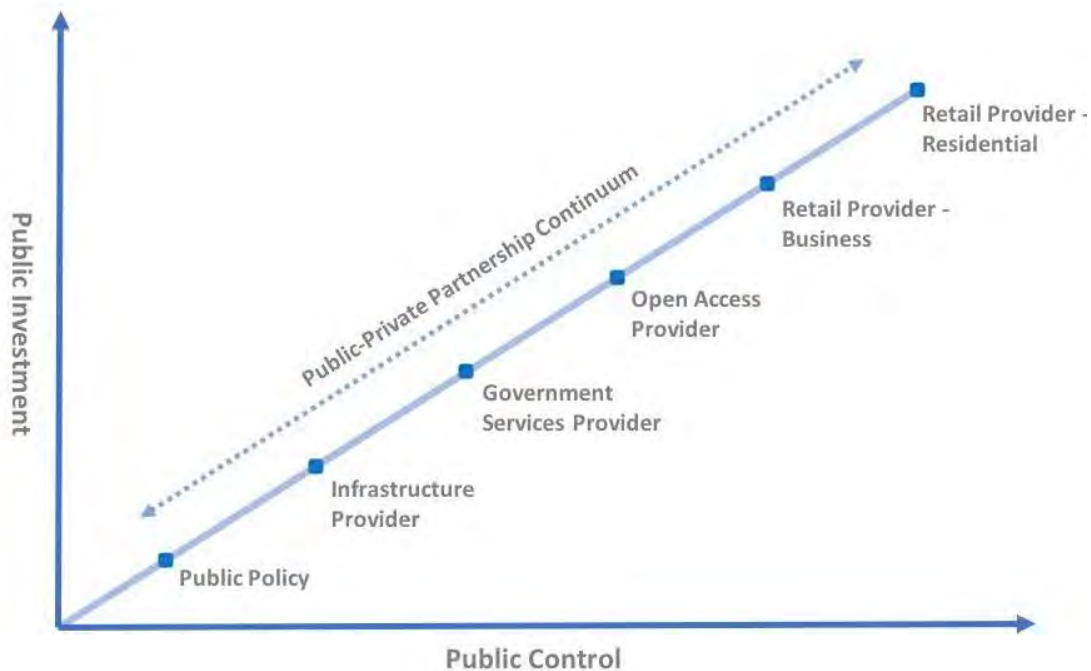 Retail Provider -
Residential
Retail Provider -
Business
Public-Private Partnership Continuum
Open Access
Provider
Public Investment
Government
Services Provider
Infrastructure
Provider
Public Policy
Public Control